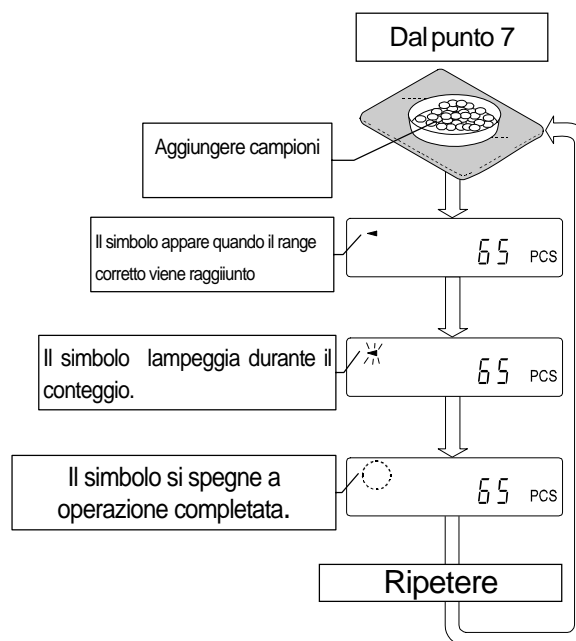 Dal punto 7
Aggiungere campioni
Il simbolo appare quando il range
corretto viene raggiiunto
65 PCS
Il simbolo lampeggia durante il
conteggio.
65 PCS
Il simbolo si spegne a
operazione completata.
65 PCS
Ripetere